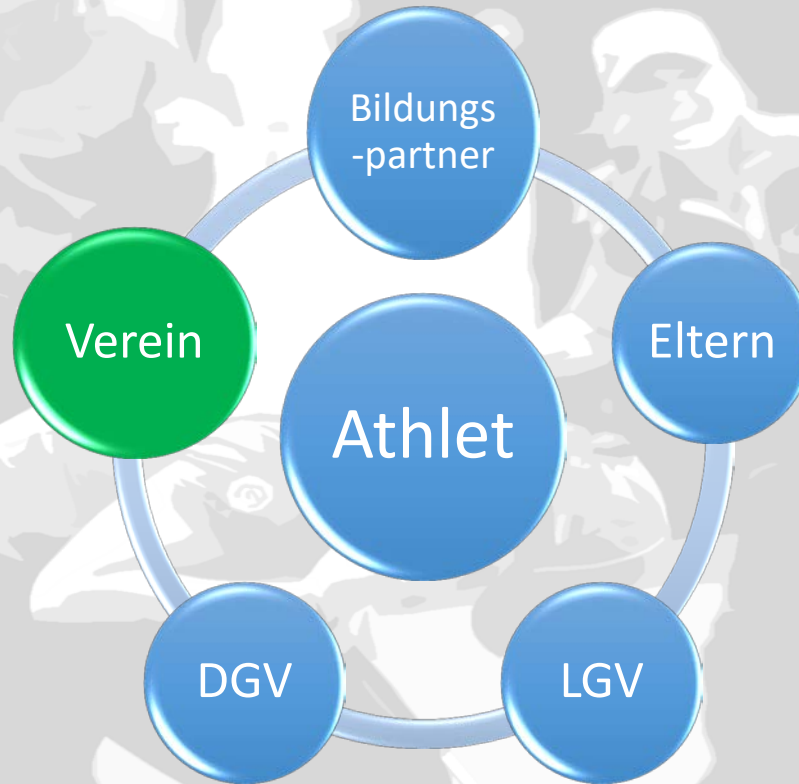 Bildungs
-partner
Verein
Eltern
Athlet
DGV
LGV